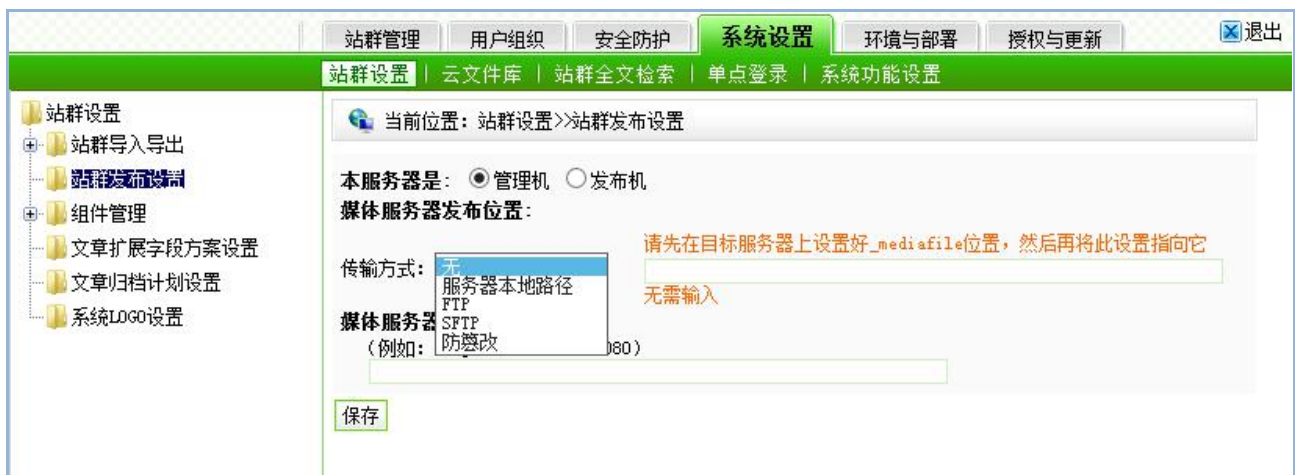 站群管理 用户组织 安全防护 系统设置 环境与部署 授权与更新 退出
站群设置 | 云文件库 | 站群全文检索 | 单点登录 | 系统功能设置
站群设置
站群导入导出
站群发布设置
组件管理
文章扩展字段方案设置
文章归档计划设置
系统LOGO设置
当前位置：站群设置>>站群发布设置
本服务器是： 管理机 发布机
媒体服务器发布位置：
请先在目标服务器上设置好_mediafile位置，然后再将此设置指向它
传输方式：
无
服务器本地路径
FTP
SFTP
防篡改
无需输入
媒体服务器
（例如： 080）
保存